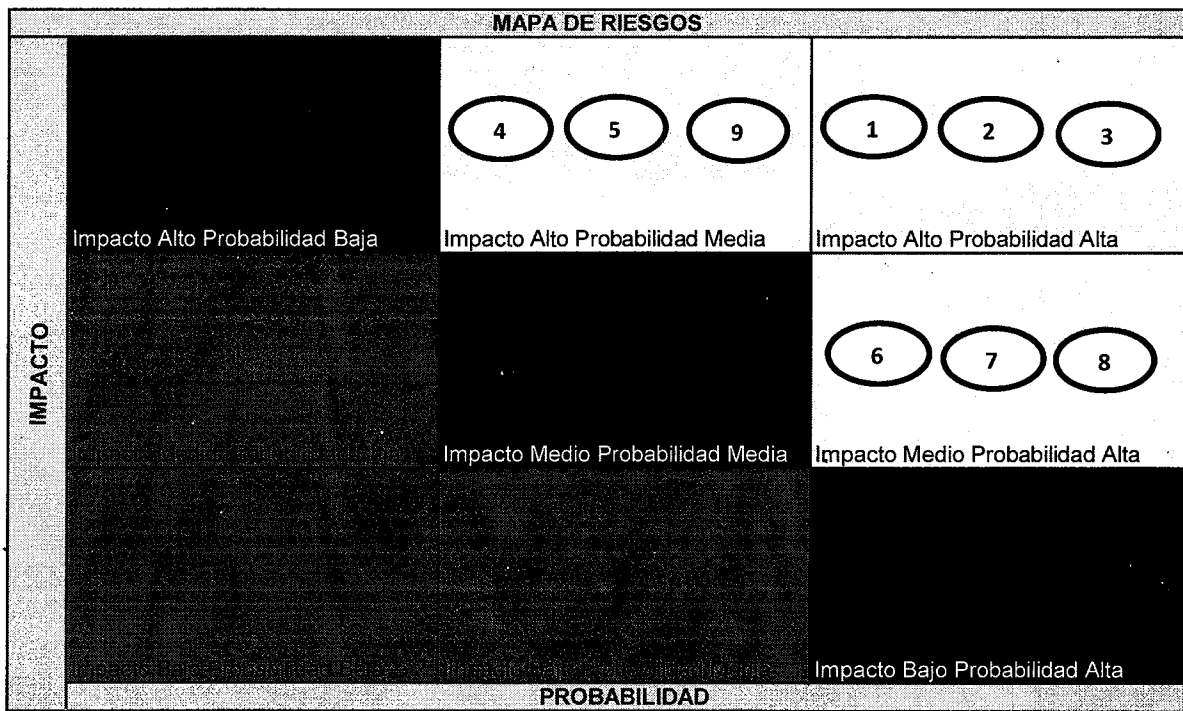 MAPA DE RIESGOS
4 5 9 1 2 3
Impacto Alto Probabilidad Baja Impacto Alto Probabilidad Media Impacto Alto Probabilidad Alta
IMPACTO
6 7 8
Impacto Medio Probabilidad Media Impacto Medio Probabilidad Alta
Impacto Bajo Probabilidad Alta
PROBABILIDAD